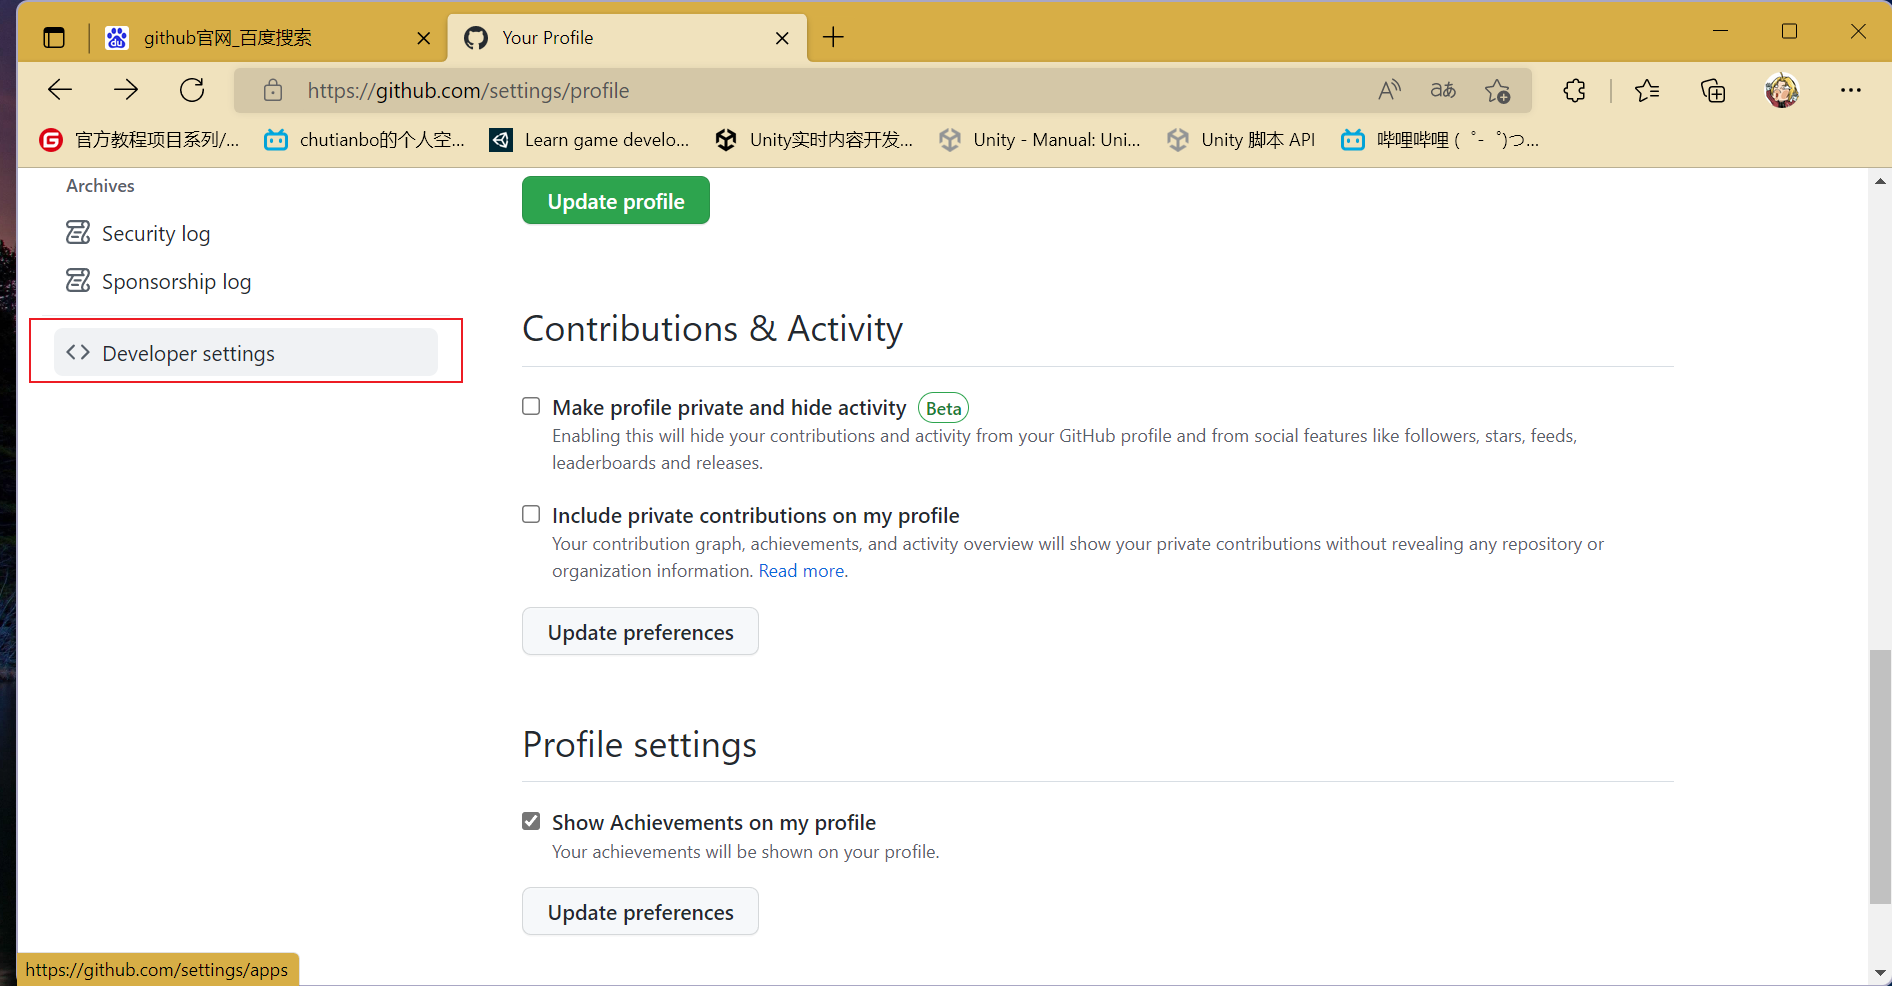 github官网_百度搜索
Your Profile
https://github.com/settings/profile
官方教程项目系列/...
chutianbo的个人空...
Learn game develo...
Unity实时内容开发...
Unity - Manual: Uni...
Unity 脚本 API
哔哩哔哩 (゜-゜)つ...
Archives
Security log
Sponsorship log
Developer settings
Update profile
Contributions & Activity
Make profile private and hide activity Beta
Enabling this will hide your contributions and activity from your GitHub profile and from social features like followers, stars, feeds,
leaderboards and releases.
Include private contributions on my profile
Your contribution graph, achievements, and activity overview will show your private contributions without revealing any repository or
organization information. Read more.
Update preferences
Profile settings
Show Achievements on my profile
Your achievements will be shown on your profile.
Update preferences
https://github.com/settings/apps